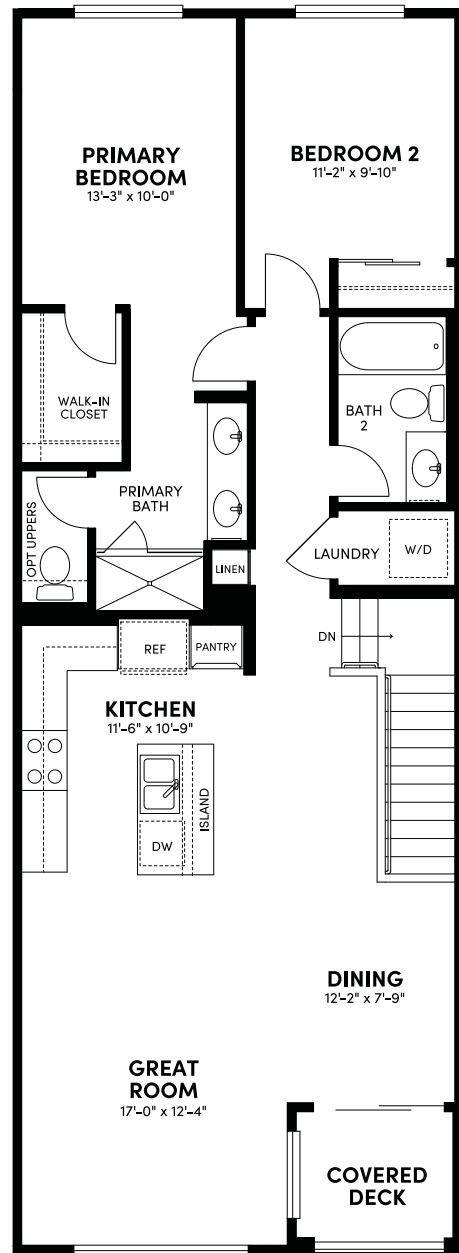 PRIMARY
BEDROOM
13'-3" x 10'-0"
BEDROOM 2
11'-2" x 9'-10"
WALK-IN
CLOSET
BATH
2
PRIMARY
BATH
OPT UPPERS
LINEN
LAUNDRY
W/D
DN
REF
PANTRY
KITCHEN
11'-6" x 10'-9"
ISLAND
DW
DINING
12'-2" x 7'-9"
GREAT
ROOM
17'-0" x 12'-4"
COVERED
DECK